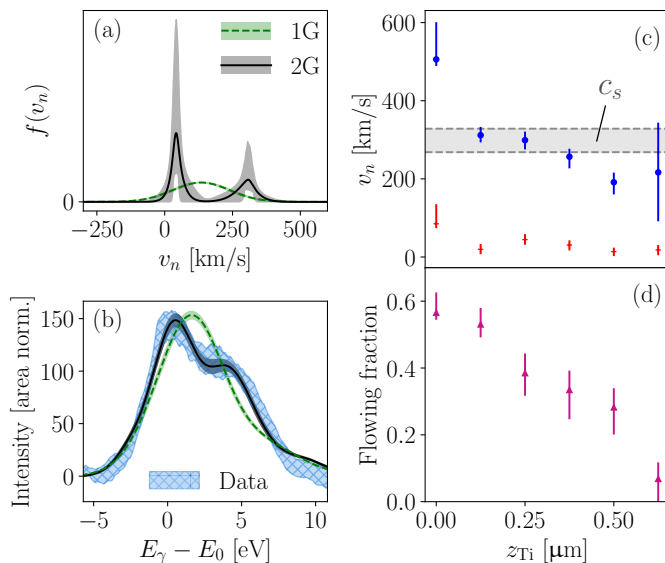 (a)
1G
2G
f(v_n)
0
−250 0 250 500
v_n [km/s]
(b)
Intensity [area norm.]
150
100
50
0
Data
−5 0 5 10
E_γ − E_0 [eV]
(c)
v_n [km/s]
600
400
200
0
c_s
(d)
Flowing fraction
0.6
0.4
0.2
0.0
0.00 0.25 0.50
z_Ti [μm]